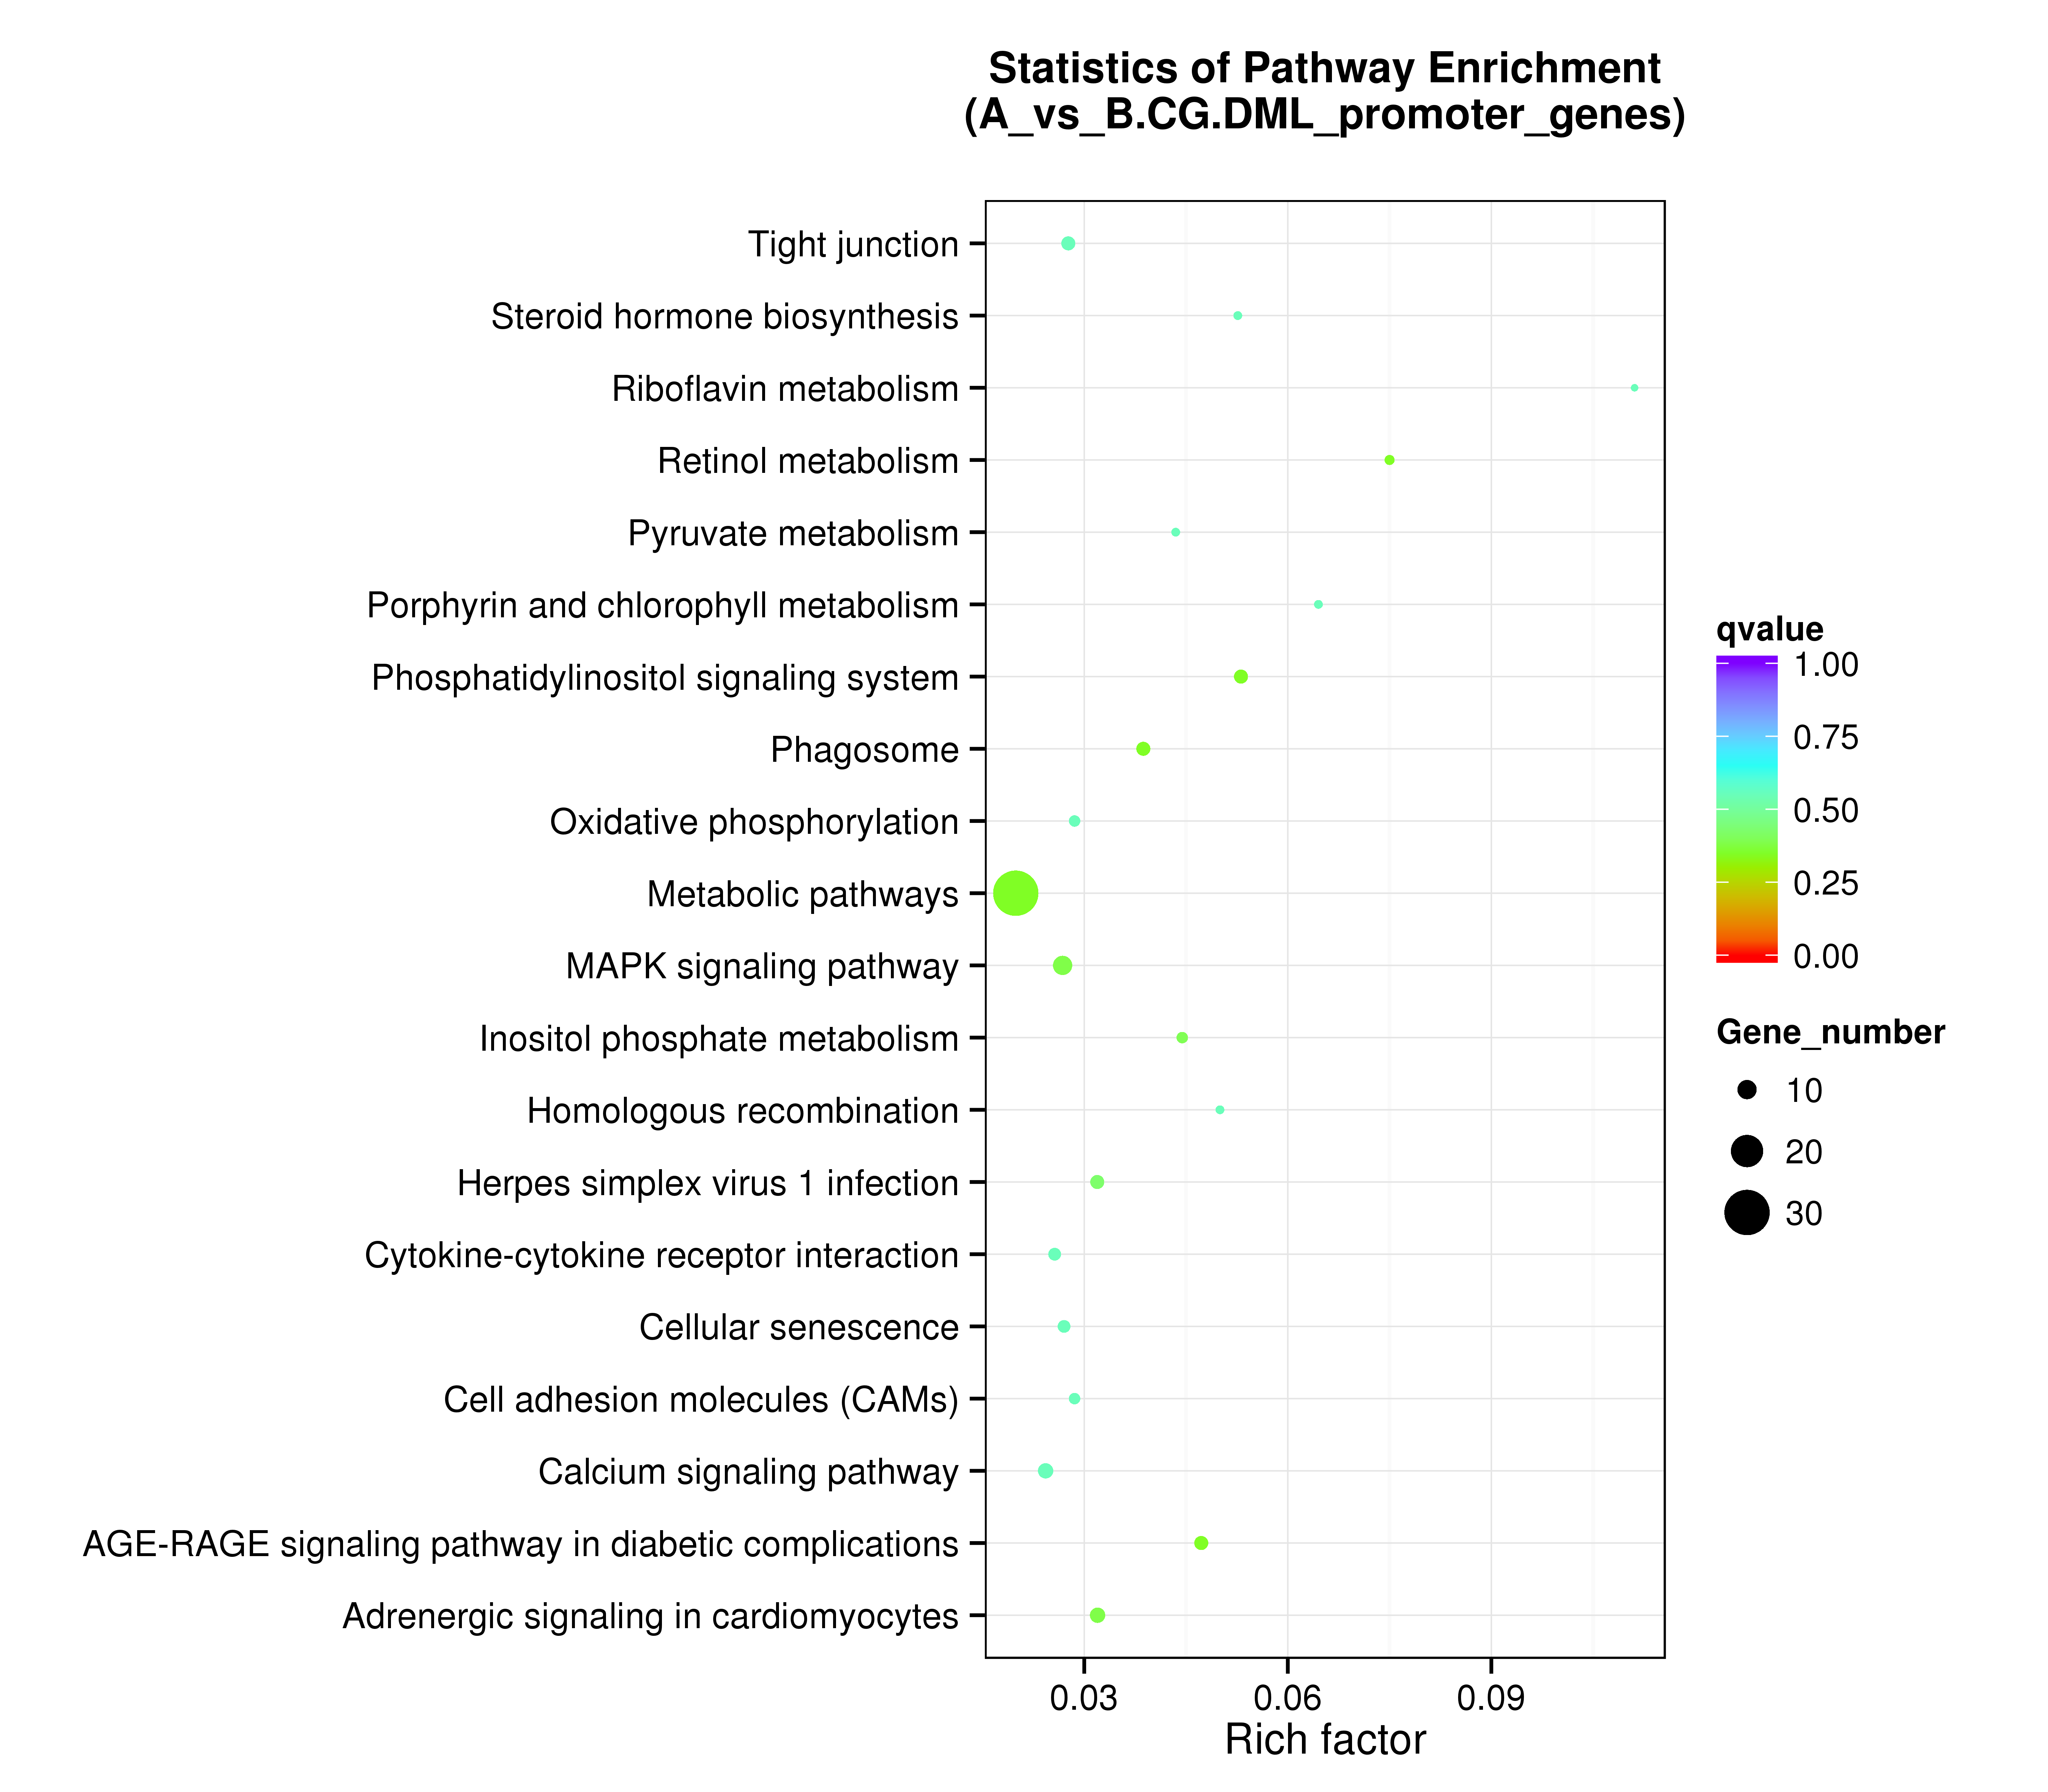 Statistics of Pathway Enrichment
(A_vs_B.CG.DML_promoter_genes)
Tight junction
Steroid hormone biosynthesis
Riboflavin metabolism
Retinol metabolism
Pyruvate metabolism
Porphyrin and chlorophyll metabolism
Phosphatidylinositol signaling system
Phagosome
Oxidative phosphorylation
Metabolic pathways
MAPK signaling pathway
Inositol phosphate metabolism
Homologous recombination
Herpes simplex virus 1 infection
Cytokine-cytokine receptor interaction
Cellular senescence
Cell adhesion molecules (CAMs)
Calcium signaling pathway
AGE-RAGE signaling pathway in diabetic complications
Adrenergic signaling in cardiomyocytes
0.03 0.06 0.09
Rich factor
qvalue
1.00
0.75
0.50
0.25
0.00
Gene_number
10
20
30